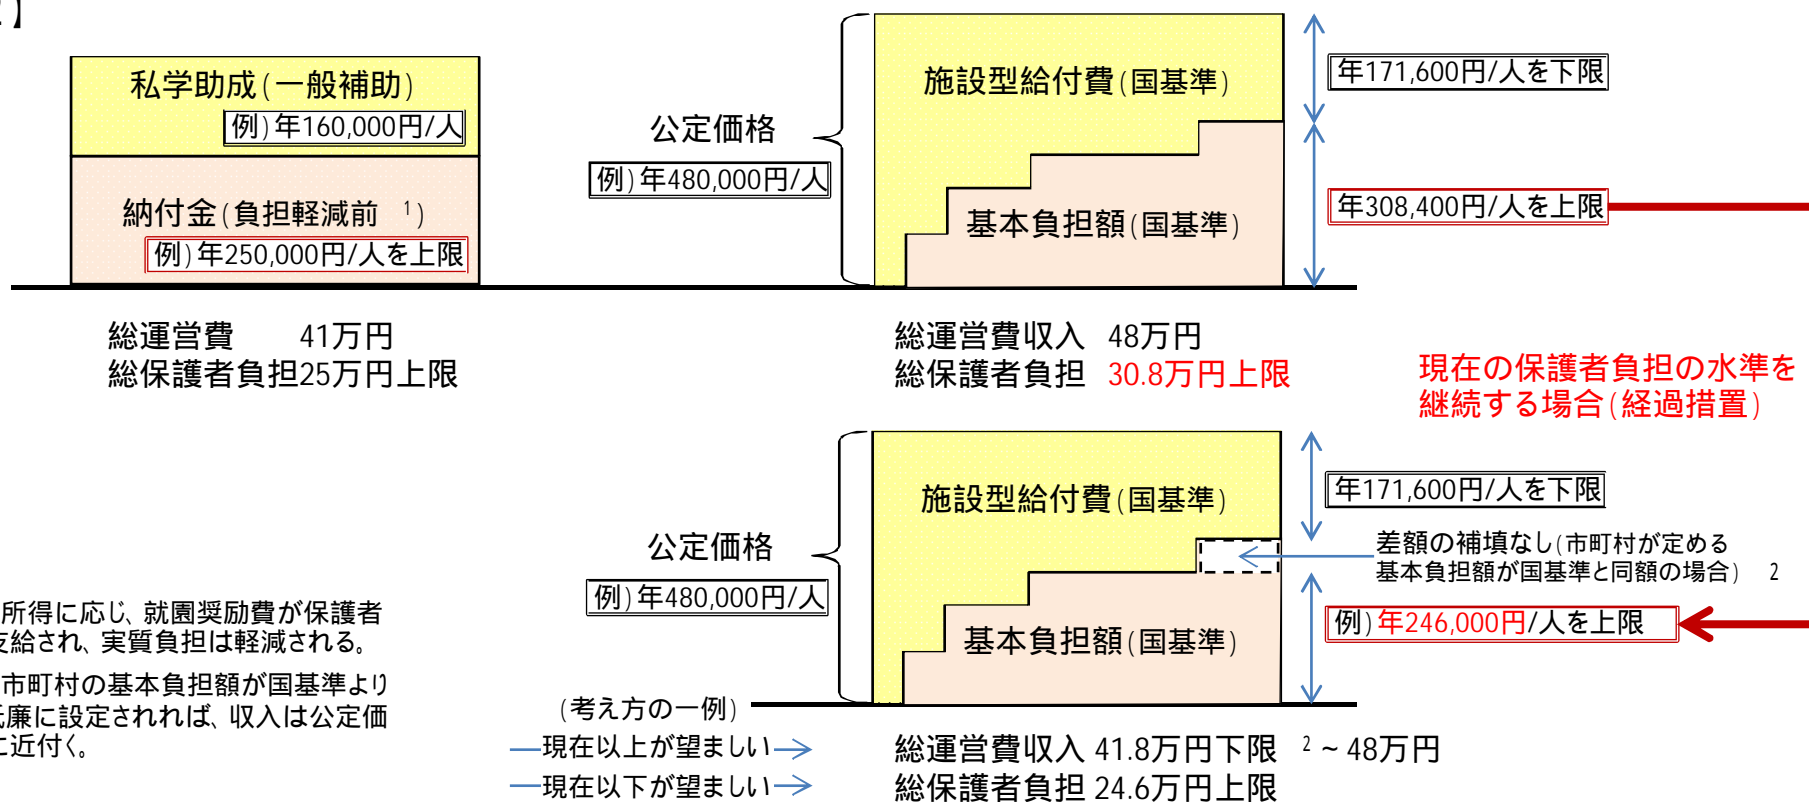 】
私学助成(一般補助)
例)年160,000円/人
納付金(負担軽減前 1)
例)年250,000円/人を上限
総運営費 41万円
総保護者負担25万円上限
公定価格
例)年480,000円/人
施設型給付費(国基準)
基本負担額(国基準)
年171,600円/人を下限
年308,400円/人を上限
総運営費収入 48万円
総保護者負担 30.8万円上限
現在の保護者負担の水準を
継続する場合(経過措置)
公定価格
例)年480,000円/人
施設型給付費(国基準)
基本負担額(国基準)
年171,600円/人を下限
差額の補填なし(市町村が定める
基本負担額が国基準と同額の場合) 2
例)年246,000円/人を上限
所得に応じ、就園奨励費が保護者
支給され、実質負担は軽減される。
市町村の基本負担額が国基準より
低廉に設定されれば、収入は公定価
に近付く。
(考え方の一例)
現在以上が望ましい
現在以下が望ましい
総運営費収入 41.8万円下限 2 ~ 48万円
総保護者負担 24.6万円上限